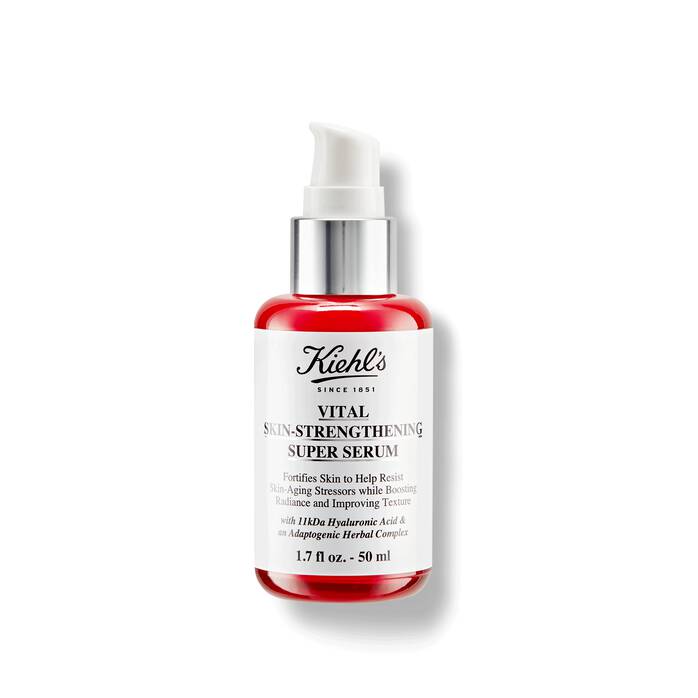 Kiehl's
SINCE 1851
VITAL
SKIN-STRENGTHENING
SUPER SERUM
Fortifies Skin to Help Resist
Skin-Aging Stressors while Boosting
Radiance and Improving Texture
with 11kDa Hyaluronic Acid &
an Adaptogenic Herbal Complex
1.7 fl oz. - 50 ml